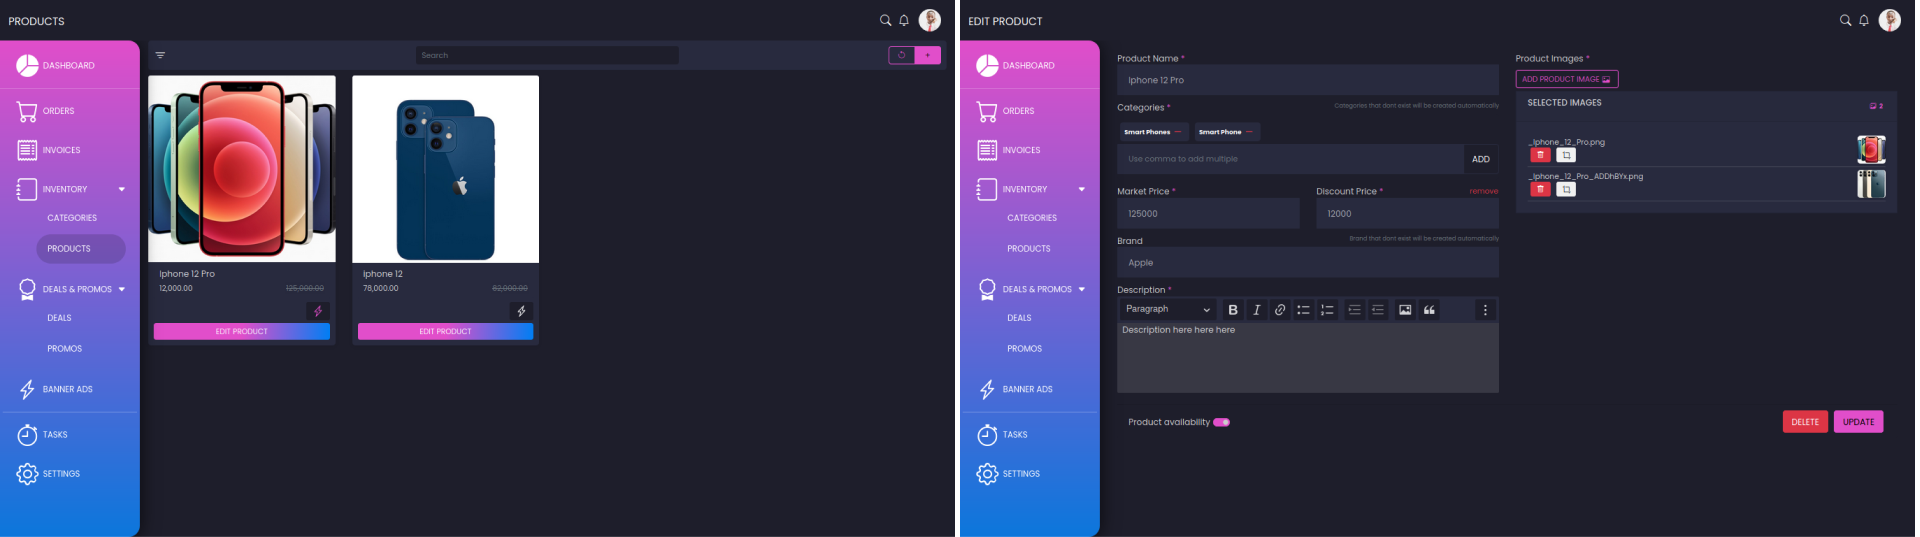 PRODUCTS
DASHBOARD
ORDERS
INVOICES
INVENTORY
CATEGORIES
PRODUCTS
DEALS & PROMOS
DEALS
PROMOS
BANNER ADS
TASKS
SETTINGS
Search
+
Iphone 12 Pro
12,000.00 125,000.00
EDIT PRODUCT
Iphone 12
78,000.00 82,000.00
EDIT PRODUCT
EDIT PRODUCT
DASHBOARD
ORDERS
INVOICES
INVENTORY
CATEGORIES
PRODUCTS
DEALS & PROMOS
DEALS
PROMOS
BANNER ADS
TASKS
SETTINGS
Product Name *
Iphone 12 Pro
Categories * Categories that dont exist will be created automatically
Smart Phones — Smart Phone —
Use comma to add multiple ADD
Market Price * Discount Price * remove
125000 12000
Brand Brand that dont exist will be created automatically
Apple
Description *
Paragraph B I
Description here here here
Product availability
Product Images *
ADD PRODUCT IMAGE
SELECTED IMAGES 2
_Iphone_12_Pro.png
_Iphone_12_Pro_ADDhBYx.png
DELETE UPDATE